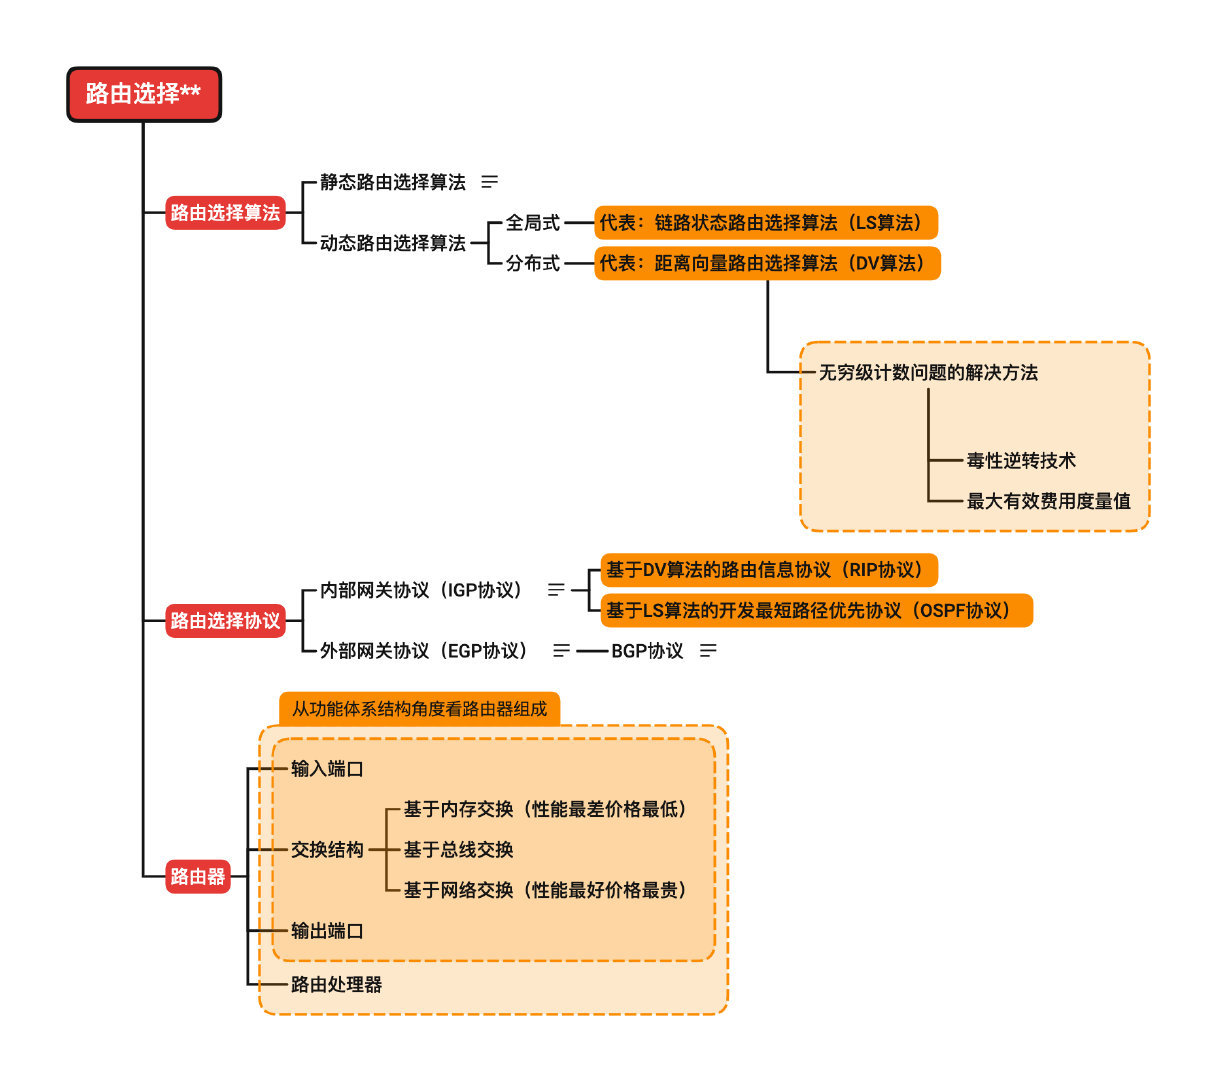 路由选择**
路由选择算法
静态路由选择算法
动态路由选择算法
全局式
代表：链路状态路由选择算法（LS算法）
分布式
代表：距离向量路由选择算法（DV算法）
无穷级计数问题的解决方法
毒性逆转技术
最大有效费用度量值
路由选择协议
内部网关协议（IGP协议）
基于DV算法的路由信息协议（RIP协议）
基于LS算法的开发最短路径优先协议（OSPF协议）
外部网关协议（EGP协议）
BGP协议
从功能体系结构角度看路由器组成
路由器
输入端口
交换结构
基于内存交换（性能最差价格最低）
基于总线交换
基于网络交换（性能最好价格最贵）
输出端口
路由处理器